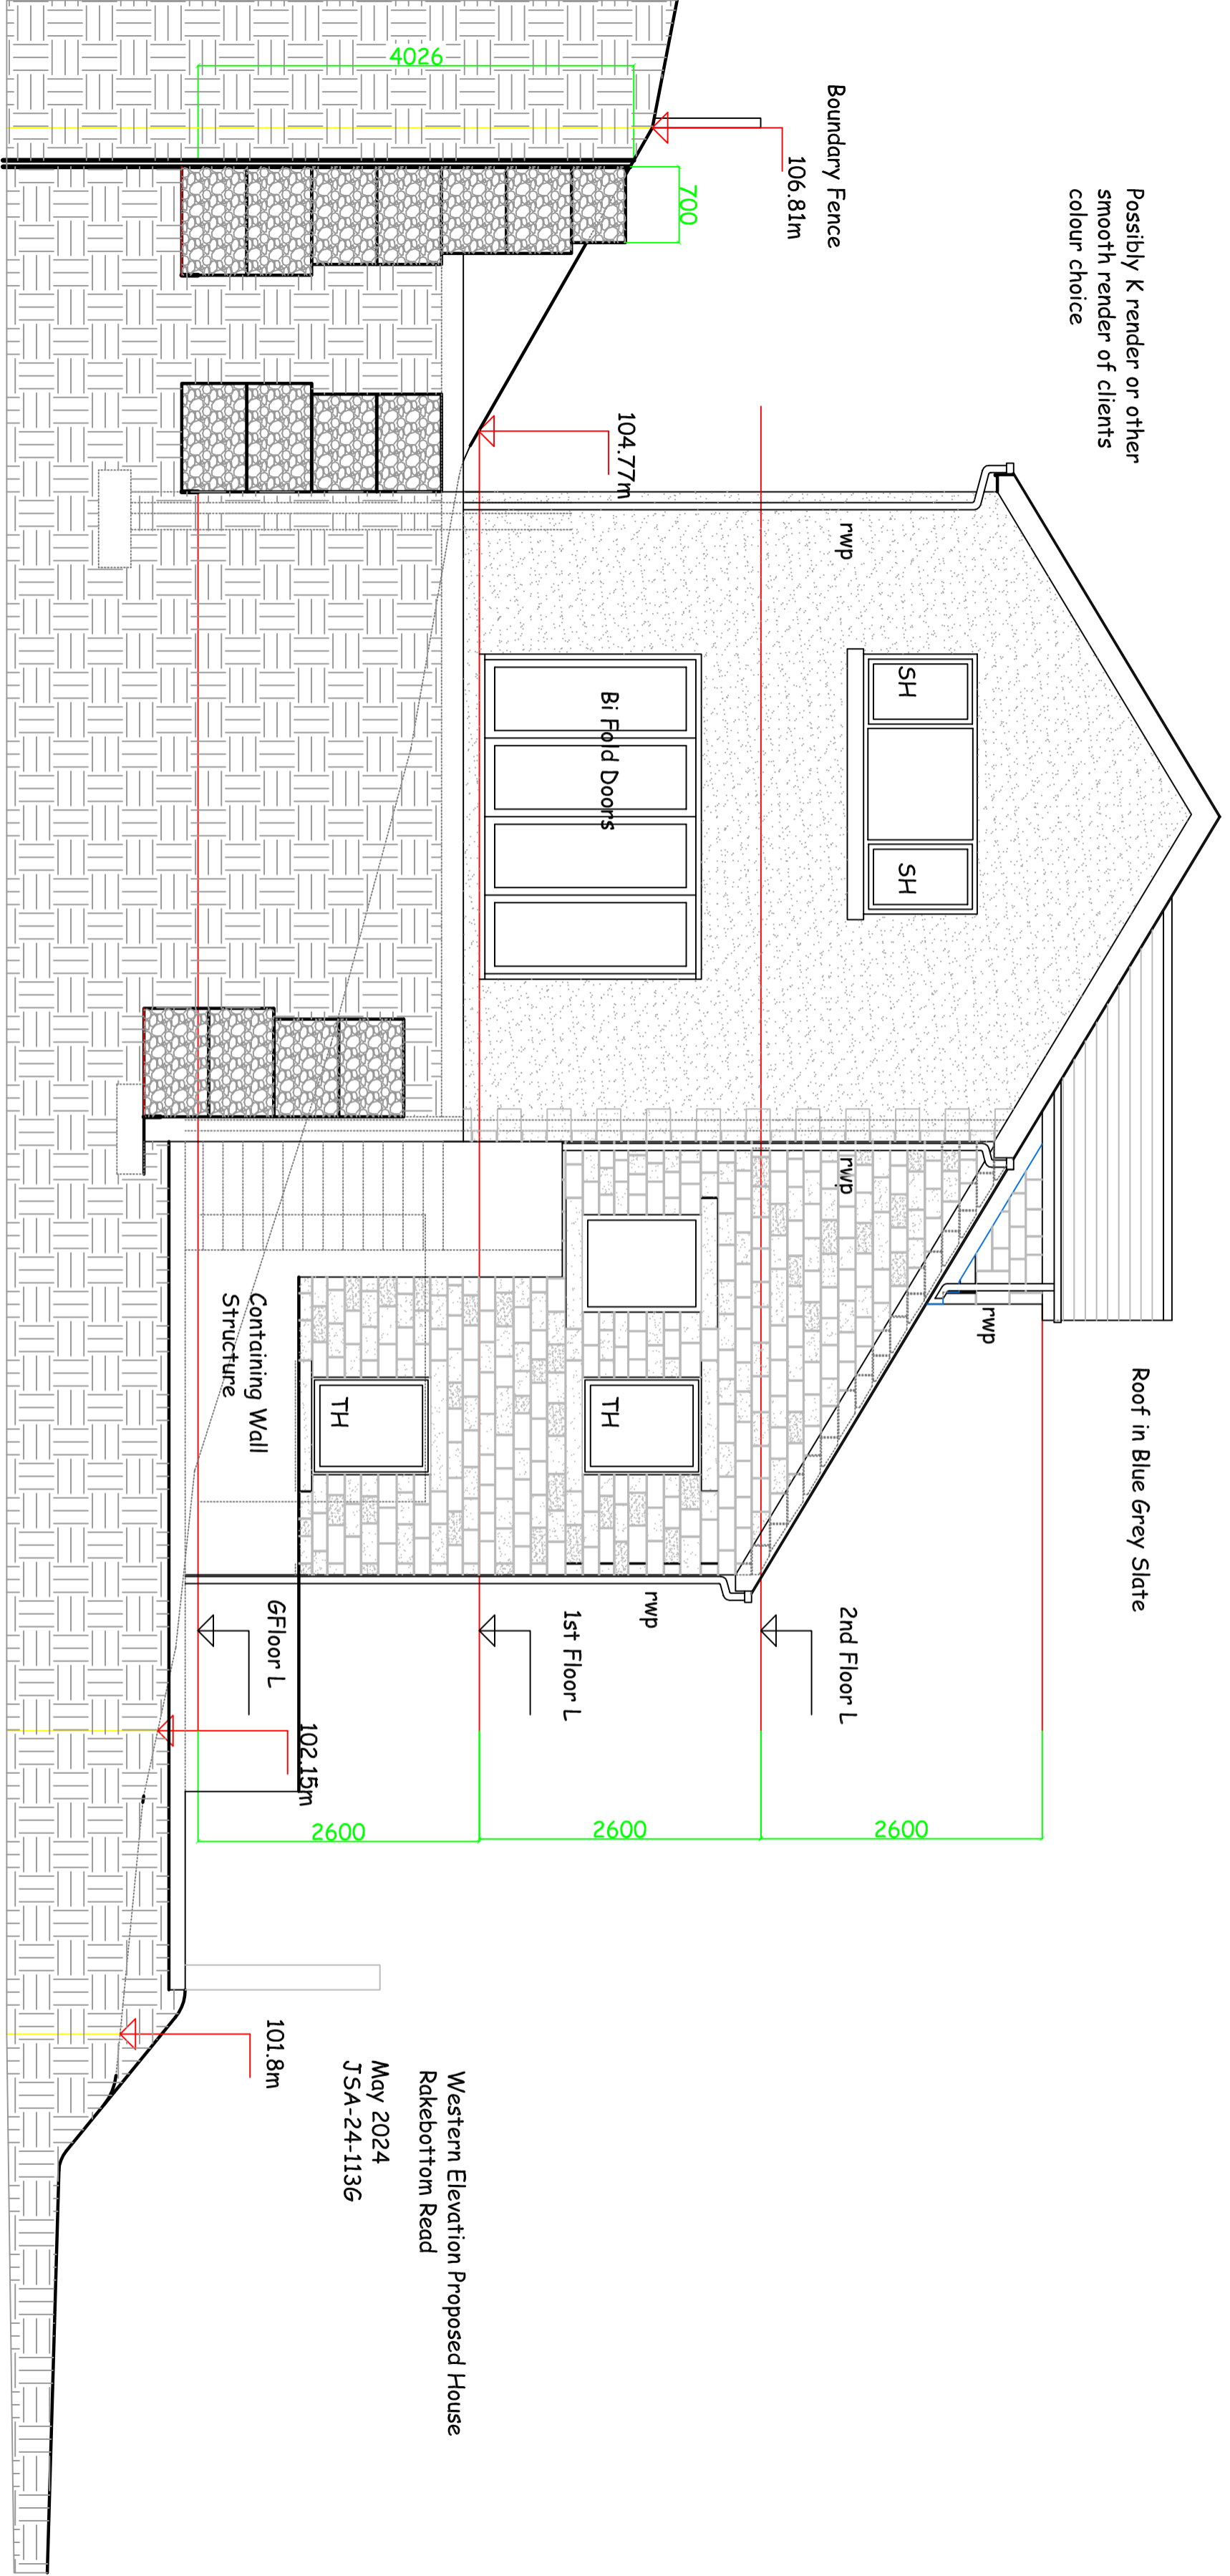 Possibly K render or other
smooth render of clients
colour choice
Boundary Fence
106.81m
4026
700
104.77m
rwp
SH
SH
Bi Fold Doors
rwp
rwp
Roof in Blue Grey Slate
TH
TH
Containing Wall
Structure
rwp
2nd Floor L
1st Floor L
GFloor L
102.15m
2600
2600
2600
101.8m
Western Elevation Proposed House
Rakebottom Read
May 2024
JSA-24-113G